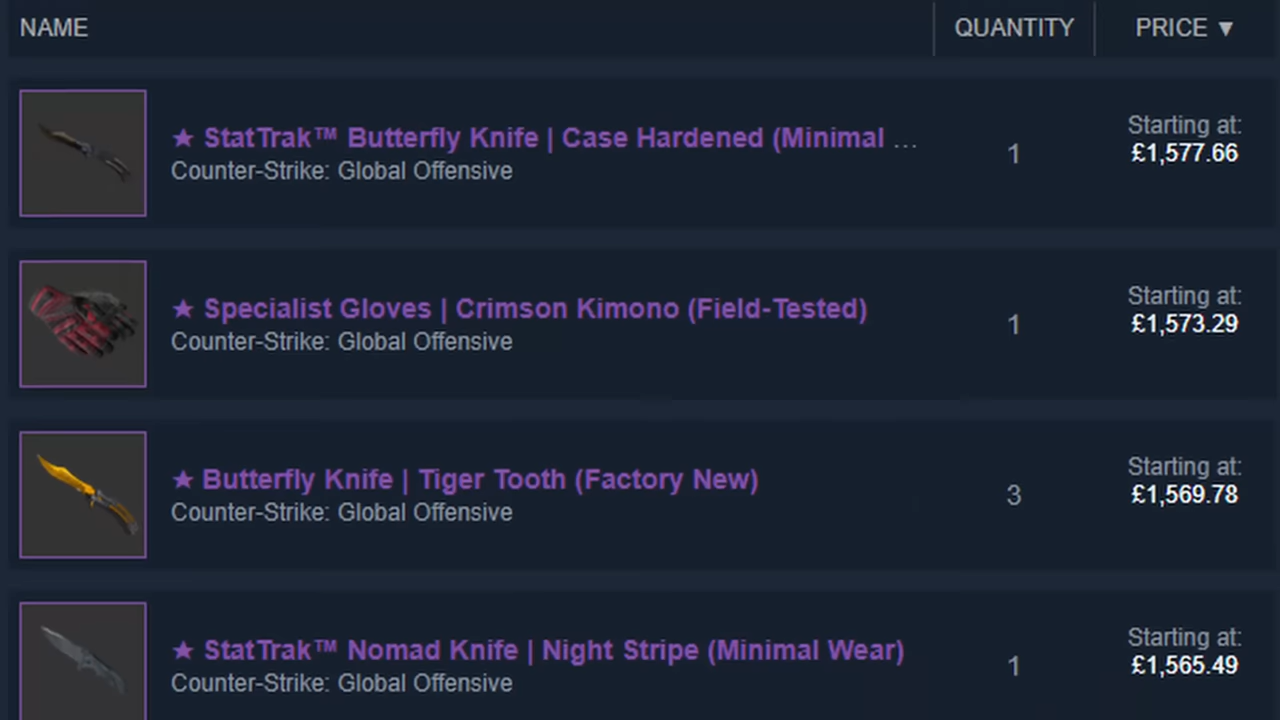 NAME QUANTITY PRICE ▼
★ StatTrak™ Butterfly Knife | Case Hardened (Minimal ...
Counter-Strike: Global Offensive
1
Starting at:
£1,577.66
★ Specialist Gloves | Crimson Kimono (Field-Tested)
Counter-Strike: Global Offensive
1
Starting at:
£1,573.29
★ Butterfly Knife | Tiger Tooth (Factory New)
Counter-Strike: Global Offensive
3
Starting at:
£1,569.78
★ StatTrak™ Nomad Knife | Night Stripe (Minimal Wear)
Counter-Strike: Global Offensive
1
Starting at:
£1,565.49